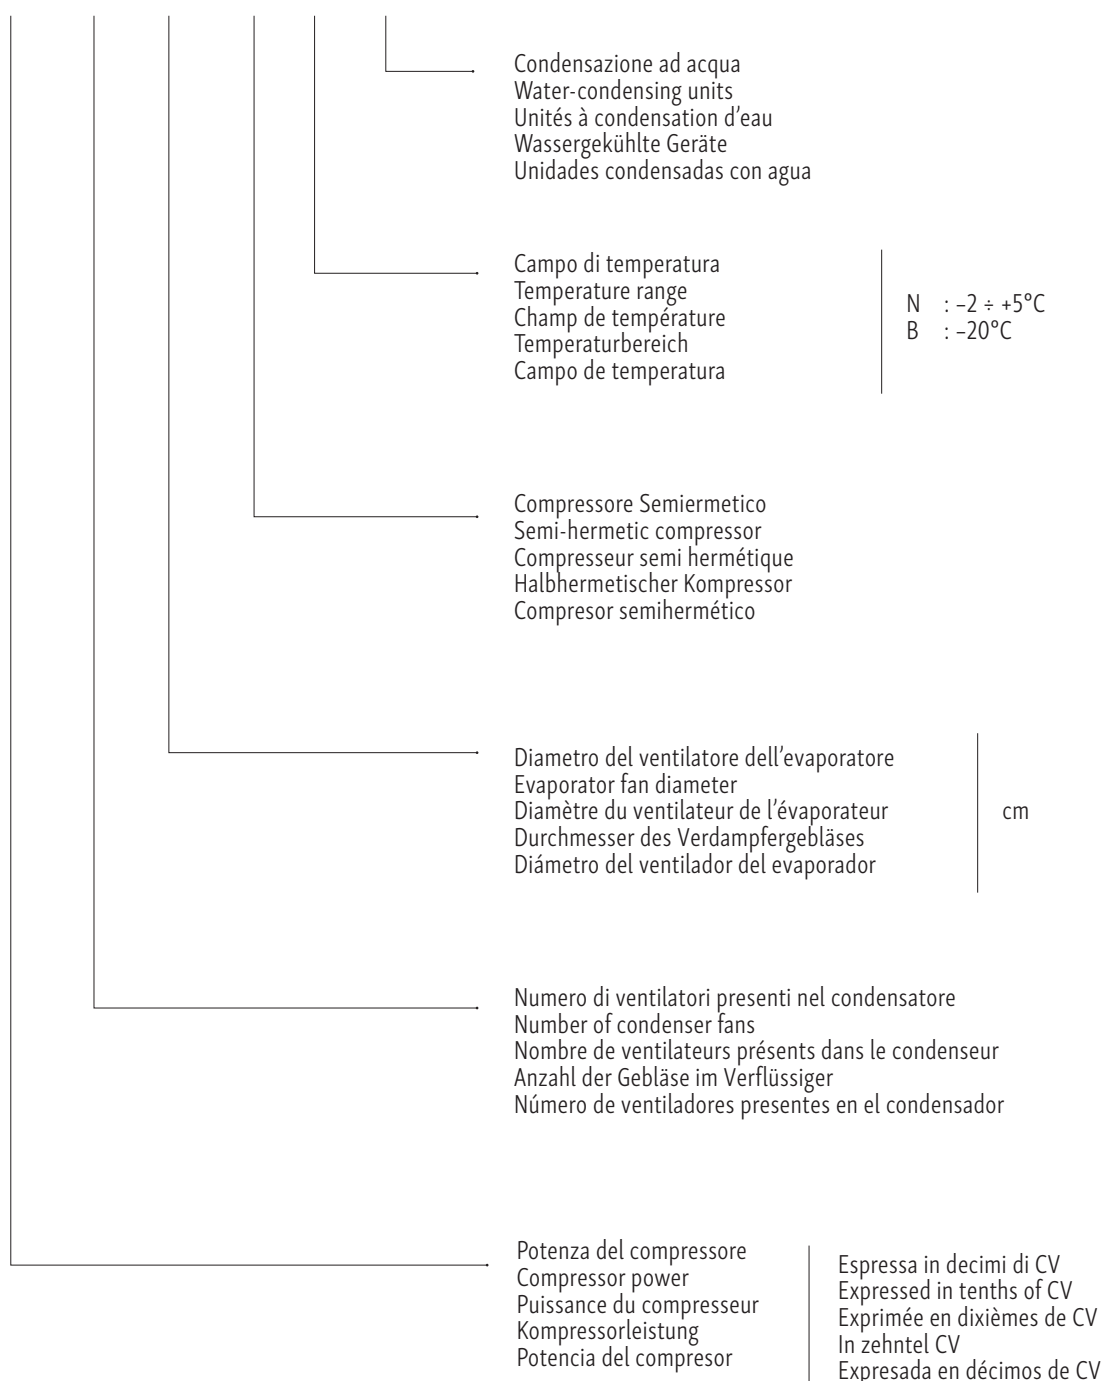 Condensazione ad acqua
Water-condensing units
Unités à condensation d’eau
Wassergekühlte Geräte
Unidades condensadas con agua
Campo di temperatura
Temperature range
Champ de température
Temperaturbereich
Campo de temperatura
N : –2 ÷ +5°C
B : –20°C
Compressore Semiermetico
Semi-hermetic compressor
Compresseur semi hermétique
Halbhermetischer Kompressor
Compresor semihermético
Diametro del ventilatore dell’evaporatore
Evaporator fan diameter
Diamètre du ventilateur de l’évaporateur
Durchmesser des Verdampfergebläses
Diámetro del ventilador del evaporador
cm
Numero di ventilatori presenti nel condensatore
Number of condenser fans
Nombre de ventilateurs présents dans le condenseur
Anzahl der Gebläse im Verflüssiger
Número de ventiladores presentes en el condensador
Potenza del compressore
Compressor power
Puissance du compresseur
Kompressorleistung
Potencia del compresor
Espressa in decimi di CV
Expressed in tenths of CV
Exprimée en dixièmes de CV
In zehntel CV
Expresada en décimos de CV